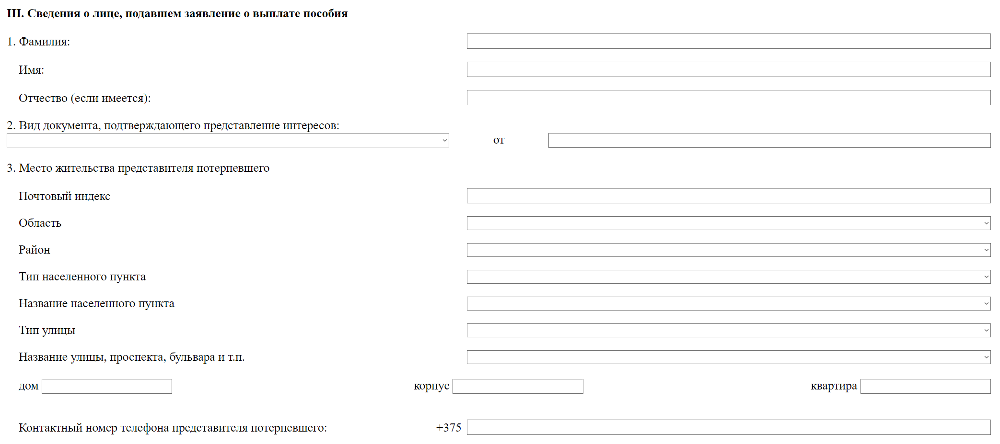 III. Сведения о лице, подавшем заявление о выплате пособия
1. Фамилия:
Имя:
Отчество (если имеется):
2. Вид документа, подтверждающего представление интересов:
от
3. Место жительства представителя потерпевшего
Почтовый индекс
Область
Район
Тип населенного пункта
Название населенного пункта
Тип улицы
Название улицы, проспекта, бульвара и т.п.
дом корпус квартира
Контактный номер телефона представителя потерпевшего: +375